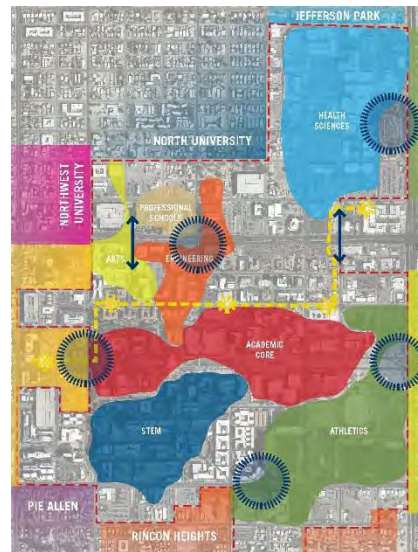 JEFFERSON PARK
HEALTH
SCIENCES
NORTH UNIVERSITY
NORTHWEST
UNIVERSITY
PROFESSIONAL
SCHOOLS
ARTS
ENGINEERING
ACADEMIC
CORE
STEM
ATHLETICS
PIE ALLEN
RINCON HEIGHTS